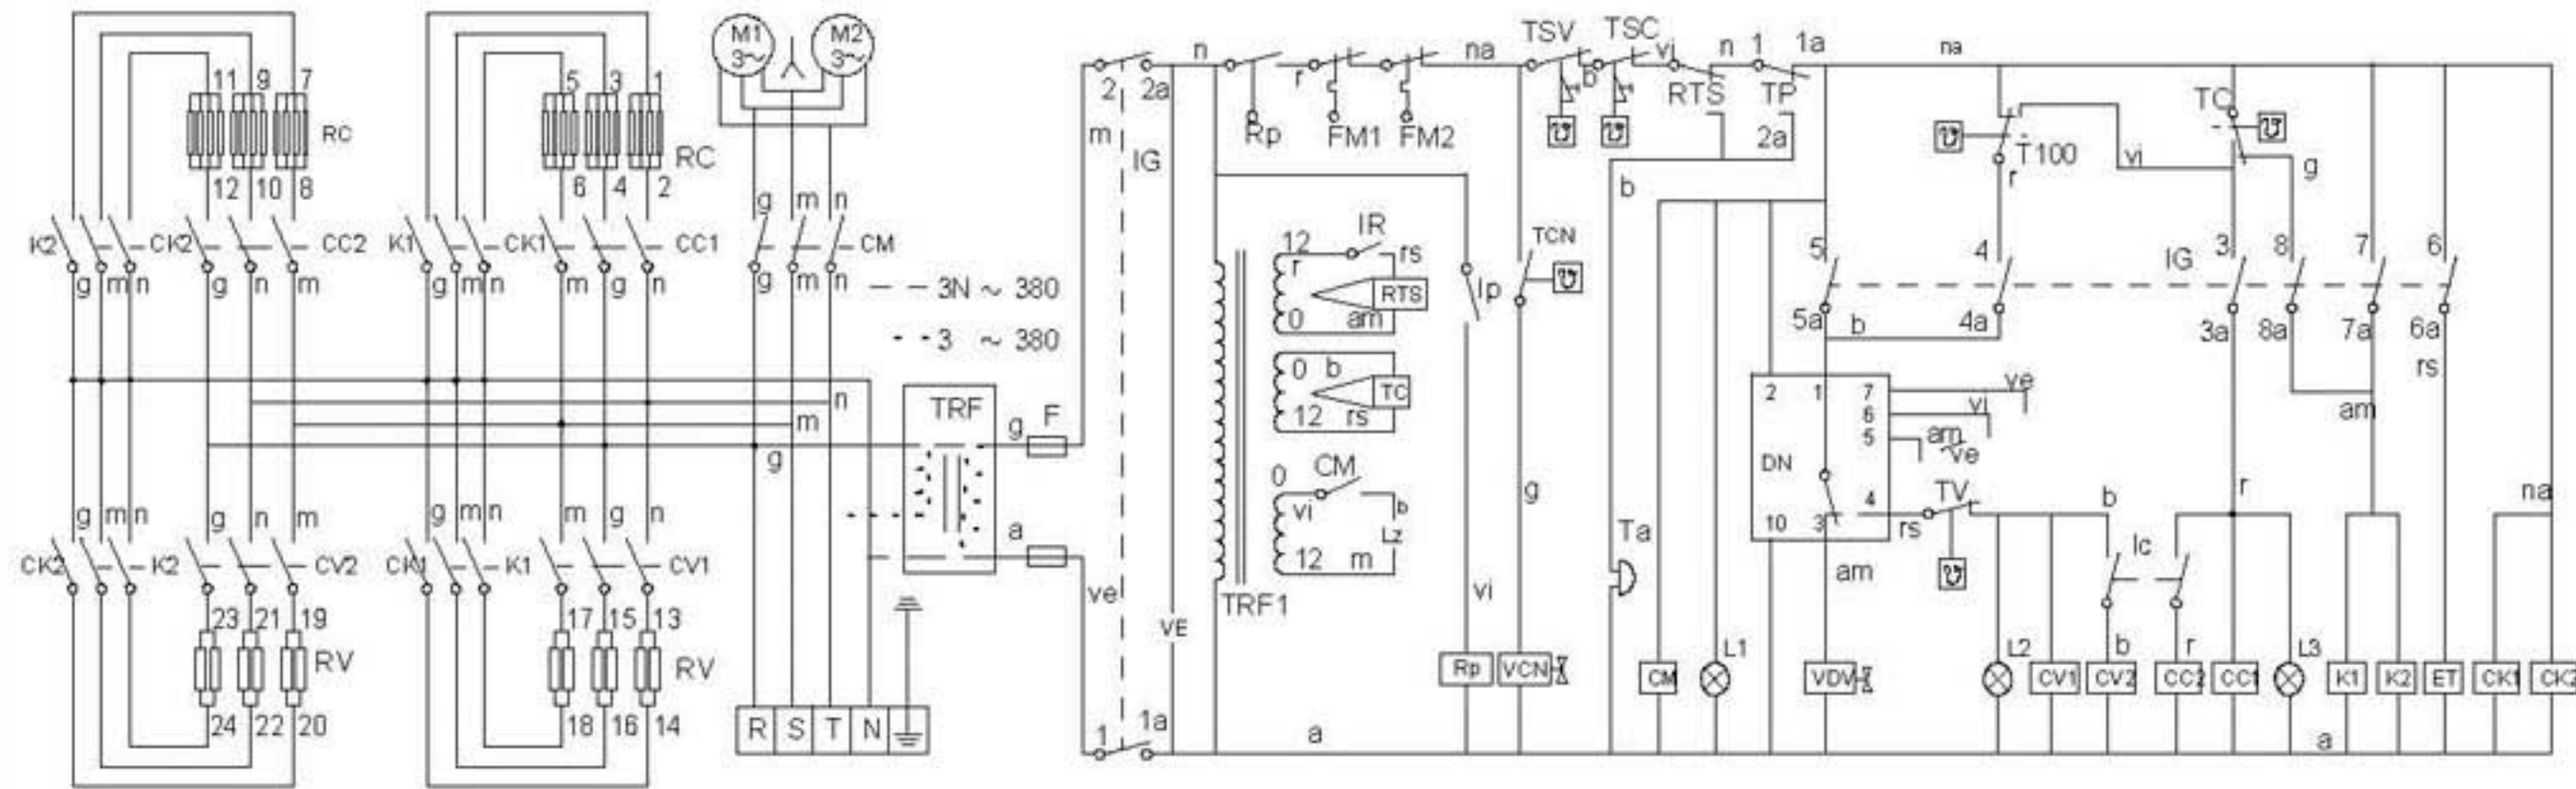 M1 M2
3~ 3~
11 9 7 5 3 1
RC RC
12 10 8 6 4 2
g m n
K2 CK2 CC2 K1 CK1 CC1 CM
g m n g n m g m n m g n g m n
3N ~ 380
3 ~ 380
n
m
g
TRF
g F
a
g m n g n m g m n m g n
CK2 K2 CV2 CK1 K1 CV1
23 21 19 17 15 13
RV RV
24 22 20 18 16 14
R S T N
2 2a n r na TSV TSC vi n 1 1a na
b RTS TP TC
m IG Rp FM1 FM2 2a T100 vi g
b r
12 IR rs TCN
r RTS Ip
0 am
0 b TC
12 rs
0 CM
vi b
Lz
12 m
5 4 IG 3 8 7 6
5a b 4a 3a 8a 7a 6a
rs
am
2 1 7 ve
6 vi
5 am
ve
DN
4 TV
10 3 rs b r na
am Ic
g Ta
ve VE TRF1 vi
b r
Rp VCN CM L1 VDV L2 CV1 CV2 CC2 CC1 L3 K1 K2 ET CK1 CK2
1 1a a a